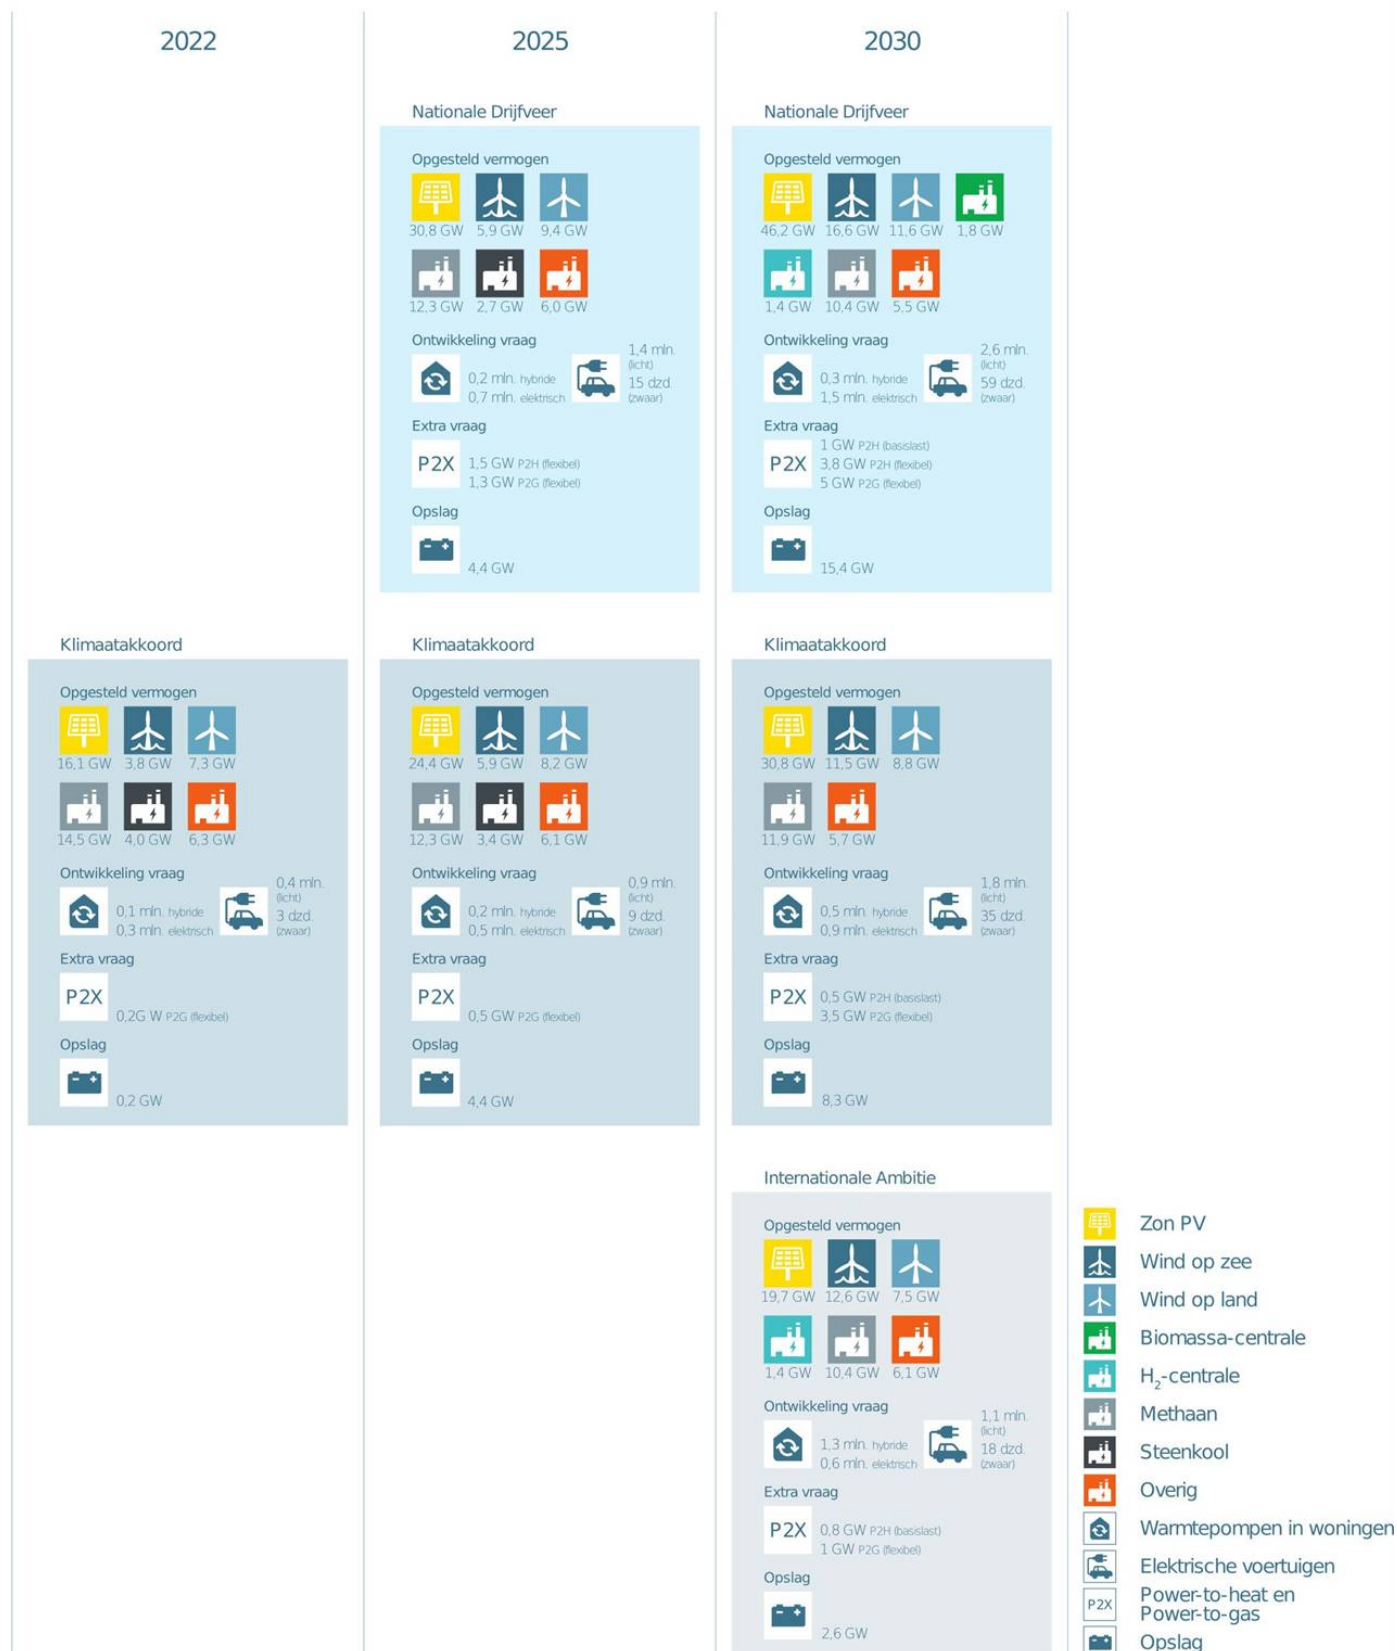 2022
2025
2030
Nationale Drijfveer
Opgesteld vermogen
30,8 GW 5,9 GW 9,4 GW
12,3 GW 2,7 GW 6,0 GW
Ontwikkeling vraag
0,2 mln. hybride
0,7 mln. elektrisch
1,4 mln.
(licht)
15 dzd.
(zwaar)
Extra vraag
P2X
1,5 GW P2H (flexibel)
1,3 GW P2G (flexibel)
Opslag
4,4 GW
Nationale Drijfveer
Opgesteld vermogen
46,2 GW 16,6 GW 11,6 GW 1,8 GW
1,4 GW 10,4 GW 5,5 GW
Ontwikkeling vraag
0,3 mln. hybride
1,5 mln. elektrisch
2,6 mln.
(licht)
59 dzd.
(zwaar)
Extra vraag
P2X
1 GW P2H (basislast)
3,8 GW P2H (flexibel)
5 GW P2G (flexibel)
Opslag
15,4 GW
Klimaatakkoord
Opgesteld vermogen
16,1 GW 3,8 GW 7,3 GW
14,5 GW 4,0 GW 6,3 GW
Ontwikkeling vraag
0,1 mln. hybride
0,3 mln. elektrisch
0,4 mln.
(licht)
3 dzd.
(zwaar)
Extra vraag
P2X
0,2G W P2G (flexibel)
Opslag
0,2 GW
Klimaatakkoord
Opgesteld vermogen
24,4 GW 5,9 GW 8,2 GW
12,3 GW 3,4 GW 6,1 GW
Ontwikkeling vraag
0,2 mln. hybride
0,5 mln. elektrisch
0,9 mln.
(licht)
9 dzd.
(zwaar)
Extra vraag
P2X
0,5 GW P2G (flexibel)
Opslag
4,4 GW
Klimaatakkoord
Opgesteld vermogen
30,8 GW 11,5 GW 8,8 GW
11,9 GW 5,7 GW
Ontwikkeling vraag
0,5 mln. hybride
0,9 mln. elektrisch
1,8 mln.
(licht)
35 dzd.
(zwaar)
Extra vraag
P2X
0,5 GW P2H (basislast)
3,5 GW P2G (flexibel)
Opslag
8,3 GW
Internationale Ambitie
Opgesteld vermogen
19,7 GW 12,6 GW 7,5 GW
1,4 GW 10,4 GW 6,1 GW
Ontwikkeling vraag
1,3 mln. hybride
0,6 mln. elektrisch
1,1 mln.
(licht)
18 dzd.
(zwaar)
Extra vraag
P2X
0,8 GW P2H (basislast)
1 GW P2G (flexibel)
Opslag
2,6 GW
Zon PV
Wind op zee
Wind op land
Biomassa-centrale
H₂-centrale
Methaan
Steenkool
Overig
Warmtepompen in woningen
Elektrische voertuigen
P2X
Power-to-heat en
Power-to-gas
Opslag